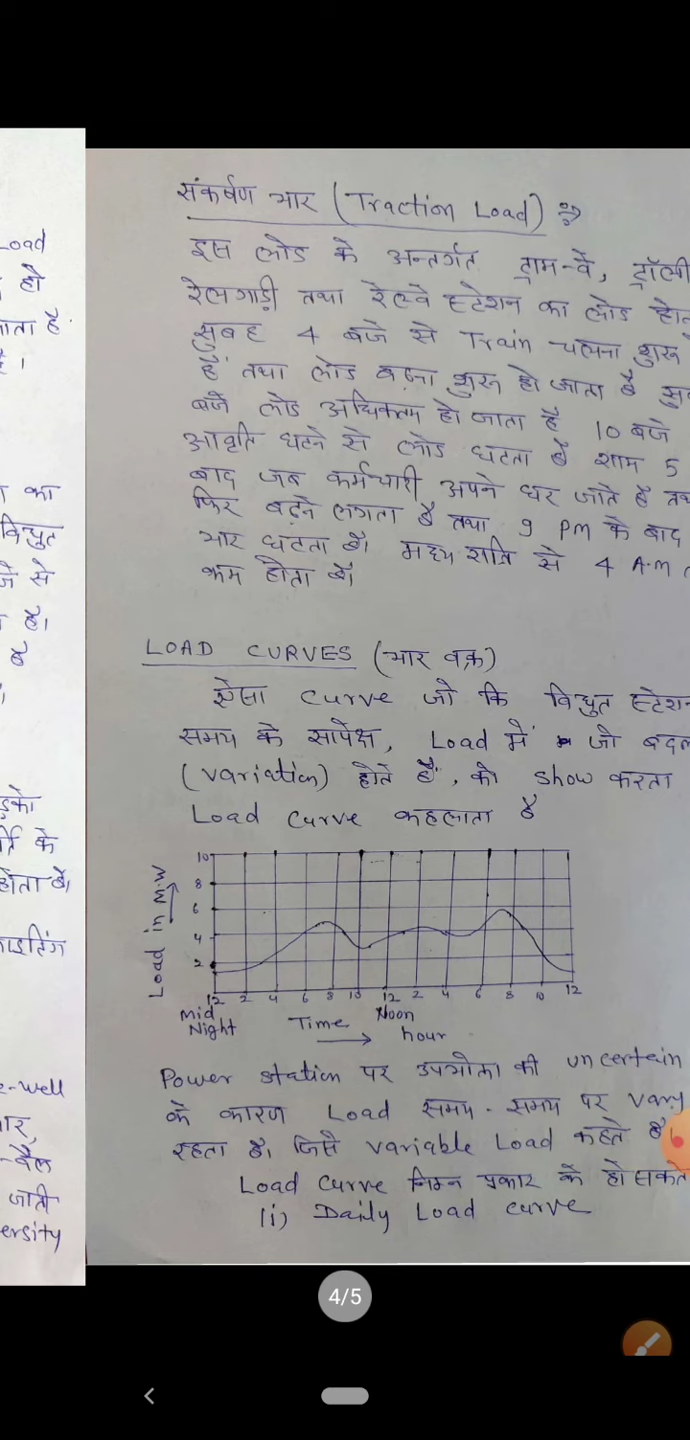 Load
हो
जाता है.
है।
का
विद्युत
जे से
है।
है
इको
र्ति के
होता है,
लाइटिंग
e-well
भार,
-वैल
जाती
ersity
संकर्षण भार (Traction Load) :→
इस लोड के अन्तर्गत ट्राम-वे, ट्रॉली
रेलगाड़ी तथा रेल्वे स्टेशन का लोड
सुबह 4 बजे से Train चलना शुरू
है तथा लोड बढ़ना शुरू हो जाता है
बजे लोड अधिकतम हो जाता है 10 बजे
आवृति घटने से लोड घटता है शाम 5
बाद जब कर्मचारी अपने घर जाते है
फिर बढ़ने लगता है तथा 9 pm के बाद
भार घटता है। मध्य रात्रि से 4 A.m
कम होता है।
LOAD CURVES (भार वक्र)
ऐसा curve जो कि विद्युत स्टेशन
समय के सापेक्ष, Load में जो बदल
(variation) होते हैं, को show करता
Load curve कहलाता है
Load in M.W
10
8
6
4
2
12 2 4 6 8 10 12 2 4 6 8 10 12
Mid Noon
Night Time → hour
Power station पर उपभोक्ता की uncertain
के कारण Load समय-समय पर vary
रहता है, जिसे variable Load कहते है
Load curve निम्न प्रकार के हो सकते
(i) Daily Load curve
4/5